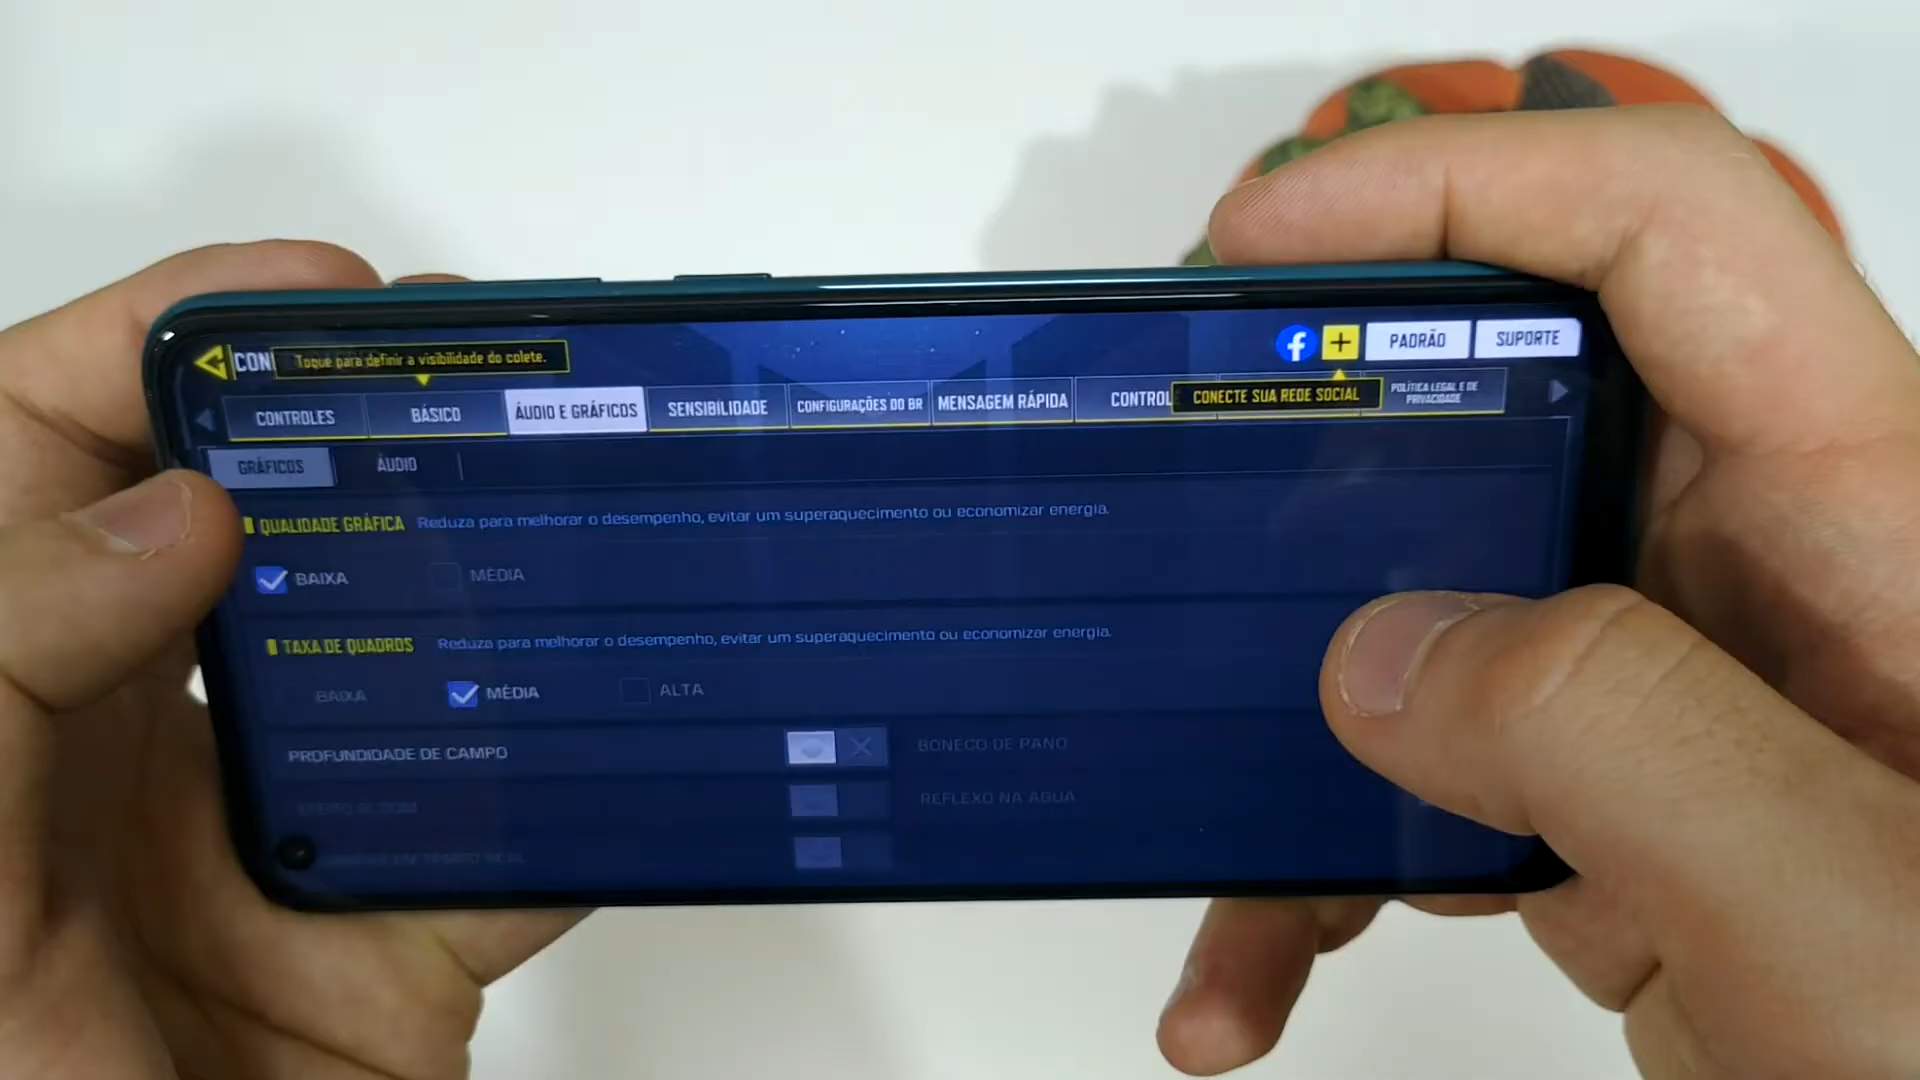 CON
Toque para definir a visibilidade do colete.
PADRÃO
SUPORTE
CONTROLES
BÁSICO
ÁUDIO E GRÁFICOS
SENSIBILIDADE
CONFIGURAÇÕES DO BR
MENSAGEM RÁPIDA
CONTROL
CONECTE SUA REDE SOCIAL
POLÍTICA LEGAL E DE
PRIVACIDADE
GRÁFICOS
ÁUDIO
QUALIDADE GRÁFICA
Reduza para melhorar o desempenho, evitar um superaquecimento ou economizar energia.
BAIXA
MÉDIA
TAXA DE QUADROS
Reduza para melhorar o desempenho, evitar um superaquecimento ou economizar energia.
BAIXA
MÉDIA
ALTA
PROFUNDIDADE DE CAMPO
BONECO DE PANO
REFLEXO NA ÁGUA